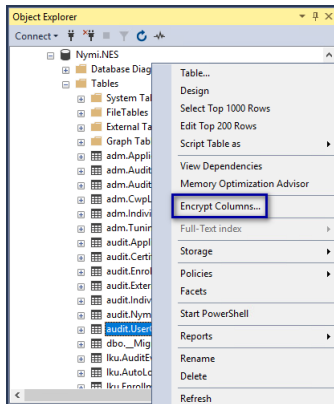 Object Explorer
Connect
Nymi.NES
Database Diag
Tables
System Tal
FileTables
External Ta
Graph Tab
adm.Appli
adm.Audit
adm.Audit
adm.CwpL
adm.Indivi
adm.Tunin
audit.Appl
audit.Certi
audit.Enrol
audit.Exter
audit.Indiv
audit.Nym
audit.User
dbo.__Mig
lku.AuditE
lku.AutoLo
lku.Enrollm
Table...
Design
Select Top 1000 Rows
Edit Top 200 Rows
Script Table as
View Dependencies
Memory Optimization Advisor
Encrypt Columns...
Full-Text index
Storage
Policies
Facets
Start PowerShell
Reports
Rename
Delete
Refresh